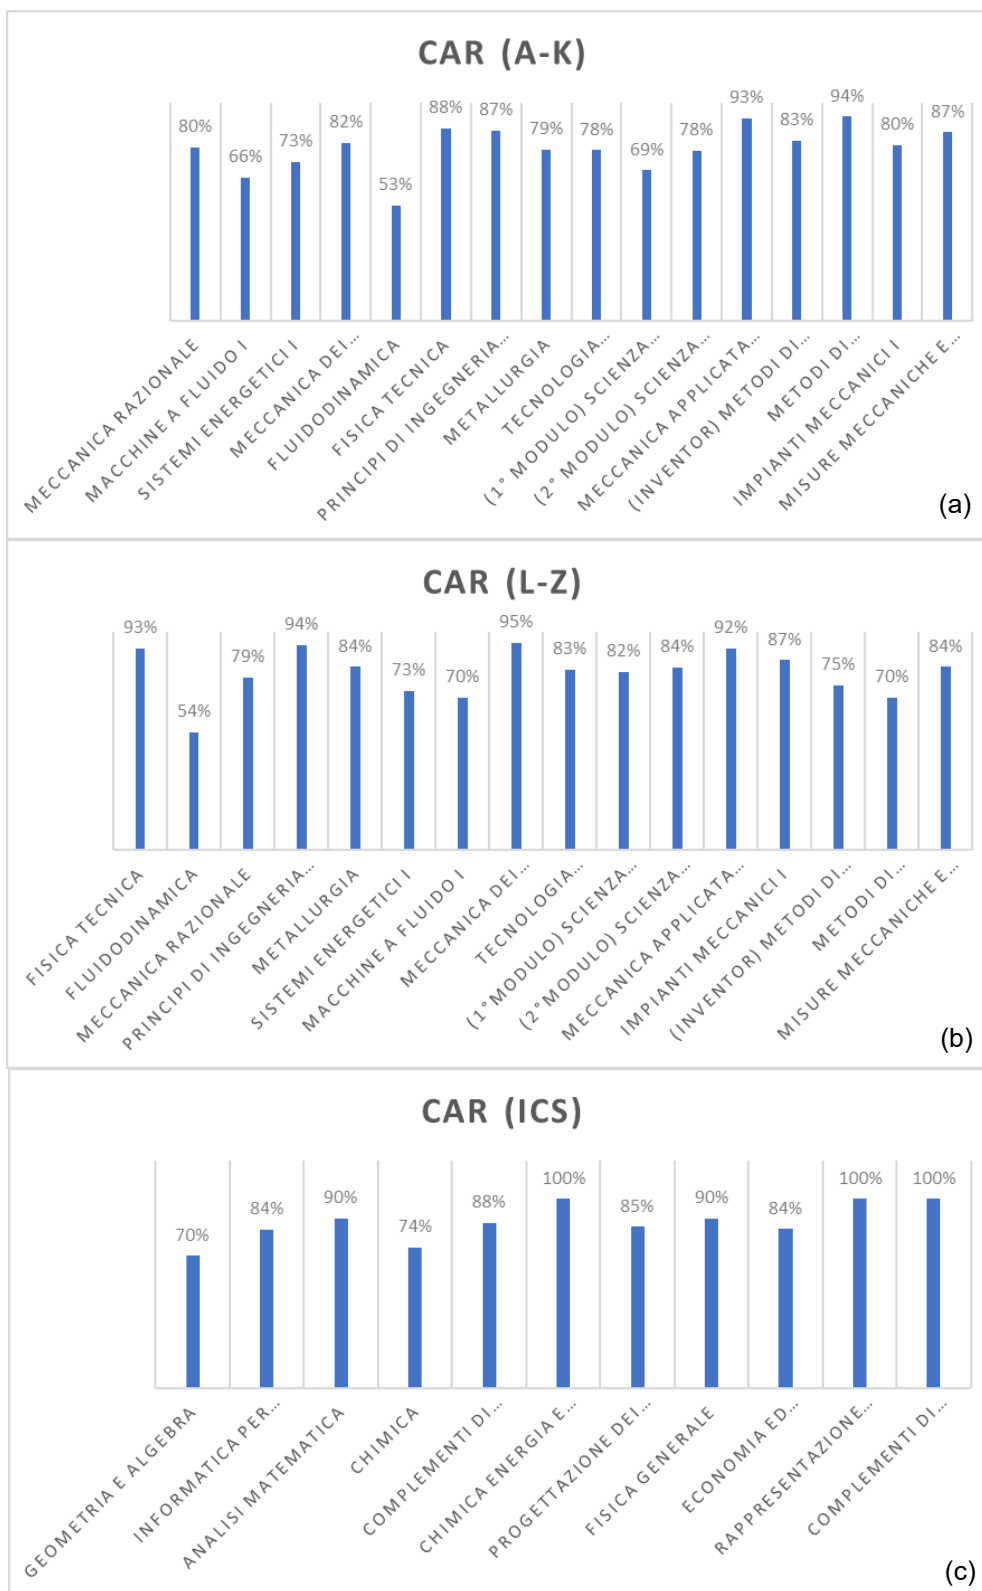 CAR (A-K)
80%
66%
73%
82%
53%
88%
87%
79%
78%
69%
78%
93%
83%
94%
80%
87%
MECCANICA RAZIONALE
MACCHINE A FLUIDO I
SISTEMI ENERGETICI I
MECCANICA DEI…
FLUIDODINAMICA
FISICA TECNICA
PRINCIPI DI INGEGNERIA…
METALLURGIA
TECNOLOGIA…
(1° MODULO) SCIENZA…
(2° MODULO) SCIENZA…
MECCANICA APPLICATA…
(INVENTOR) METODI DI…
METODI DI…
IMPIANTI MECCANICI I
MISURE MECCANICHE E…
(a)
CAR (L-Z)
93%
54%
79%
94%
84%
73%
70%
95%
83%
82%
84%
92%
87%
75%
70%
84%
FISICA TECNICA
FLUIDODINAMICA
MECCANICA RAZIONALE
PRINCIPI DI INGEGNERIA…
METALLURGIA
SISTEMI ENERGETICI I
MACCHINE A FLUIDO I
MECCANICA DEI…
TECNOLOGIA…
(1°MODULO) SCIENZA…
(2°MODULO) SCIENZA…
MECCANICA APPLICATA…
IMPIANTI MECCANICI I
(INVENTOR) METODI DI…
METODI DI…
MISURE MECCANICHE E…
(b)
CAR (ICS)
70%
84%
90%
74%
88%
100%
85%
90%
84%
100%
100%
GEOMETRIA E ALGEBRA
INFORMATICA PER…
ANALISI MATEMATICA
CHIMICA
COMPLEMENTI DI…
CHIMICA ENERGIA E…
PROGETTAZIONE DEI…
FISICA GENERALE
ECONOMIA ED…
RAPPRESENTAZIONE…
COMPLEMENTI DI…
(c)